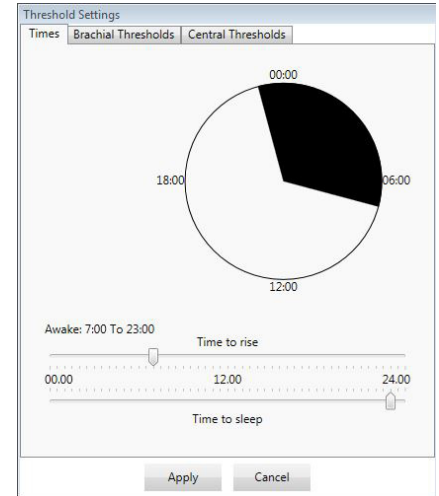 Threshold Settings
Times Brachial Thresholds Central Thresholds
00:00
18:00 06:00
12:00
Awake: 7:00 To 23:00
Time to rise
00.00 12.00 24.00
Time to sleep
Apply Cancel